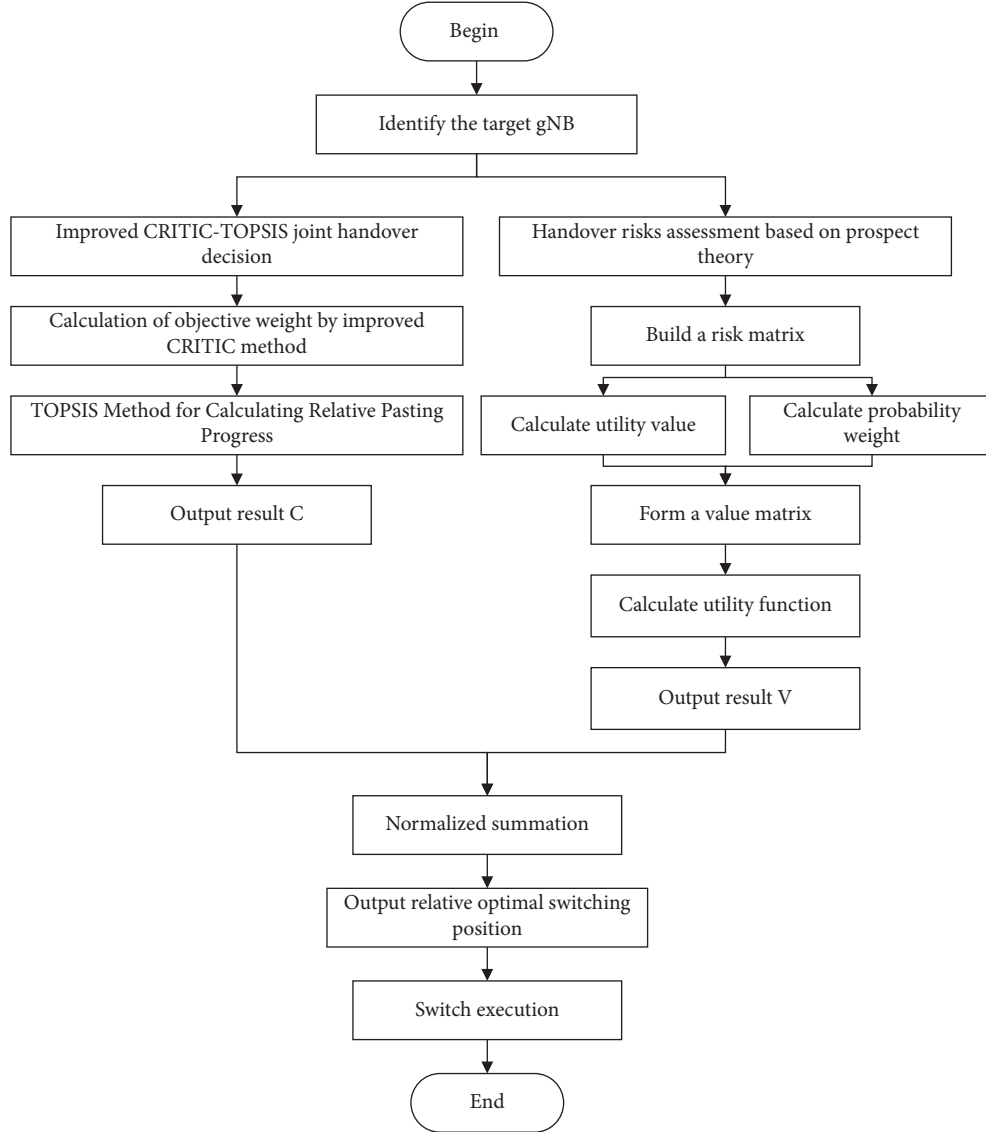 Begin
Identify the target gNB
Improved CRITIC-TOPSIS joint handover
decision
Calculation of objective weight by improved
CRITIC method
TOPSIS Method for Calculating Relative Pasting
Progress
Output result C
Handover risks assessment based on prospect
theory
Build a risk matrix
Calculate utility value
Calculate probability
weight
Form a value matrix
Calculate utility function
Output result V
Normalized summation
Output relative optimal switching
position
Switch execution
End